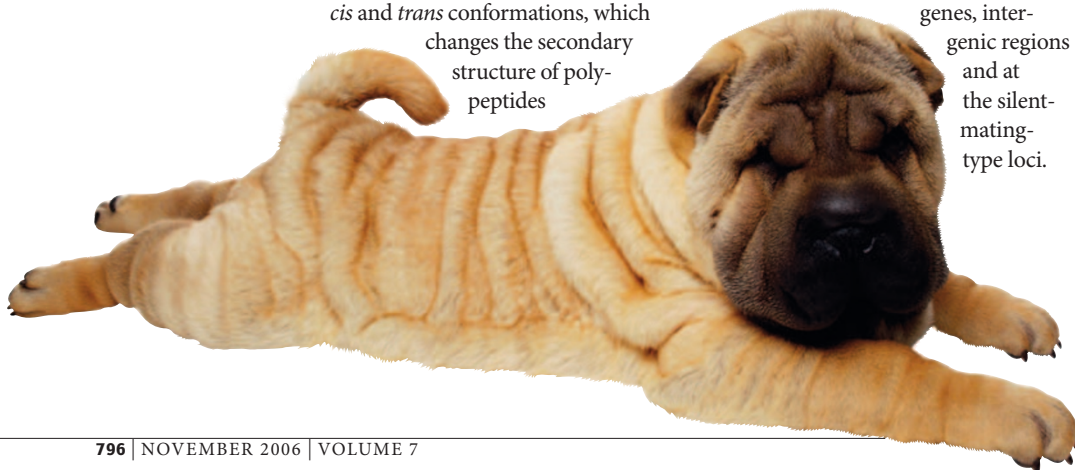 cis and trans conformations, which
changes the secondary
structure of poly-
peptides
genes, inter-
genic regions
and at
the silent-
mating-
type loci.
796 | NOVEMBER 2006 | VOLUME 7